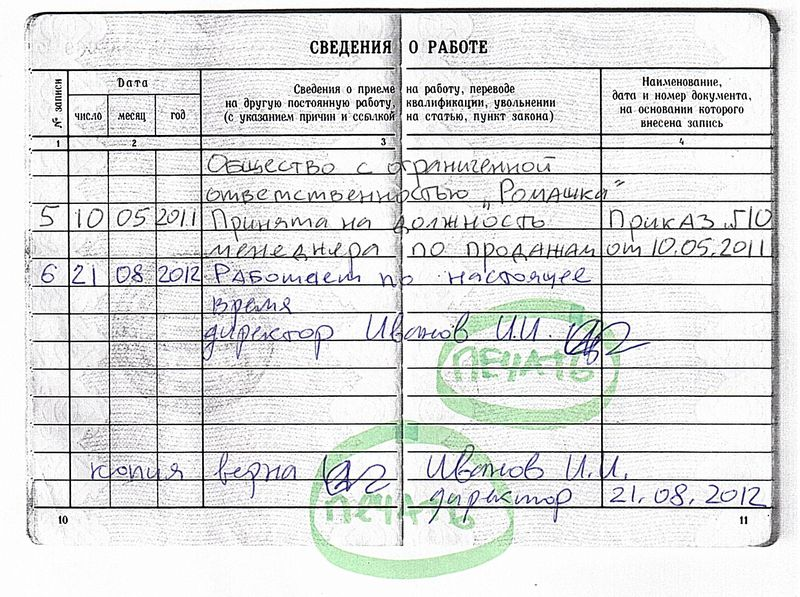 СВЕДЕНИЯ О РАБОТЕ
№ записи
Дата
число
месяц
год
Сведения о приеме на работу, переводе
на другую постоянную работу, квалификации, увольнении
(с указанием причин и ссылкой на статью, пункт закона)
Наименование,
дата и номер документа,
на основании которого
внесена запись
1 2 3 4
Общество с ограниченной
ответственностью „Ромашка"
5 10 05 2011 Принята на должность Приказ №10
менеджера по продажам от 10.05.2011
6 21 08 2012 Работает по настоящее
время
директор Иванов И.И.
ПЕЧАТЬ
копия верна Иванов И.И.
ПЕЧАТЬ
директор 21.08.2012
10 11